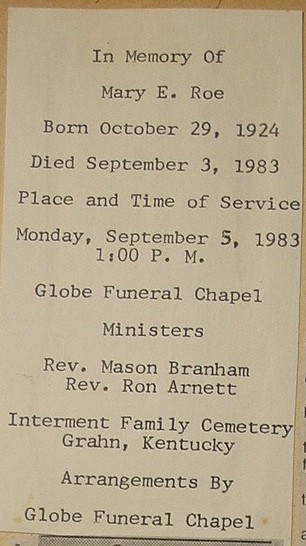 In Memory Of
Mary E. Roe
Born October 29, 1924
Died September 3, 1983
Place and Time of Service
Monday, September 5, 1983
1:00 P. M.
Globe Funeral Chapel
Ministers
Rev. Mason Branham
Rev. Ron Arnett
Interment Family Cemetery
Grahn, Kentucky
Arrangements By
Globe Funeral Chapel